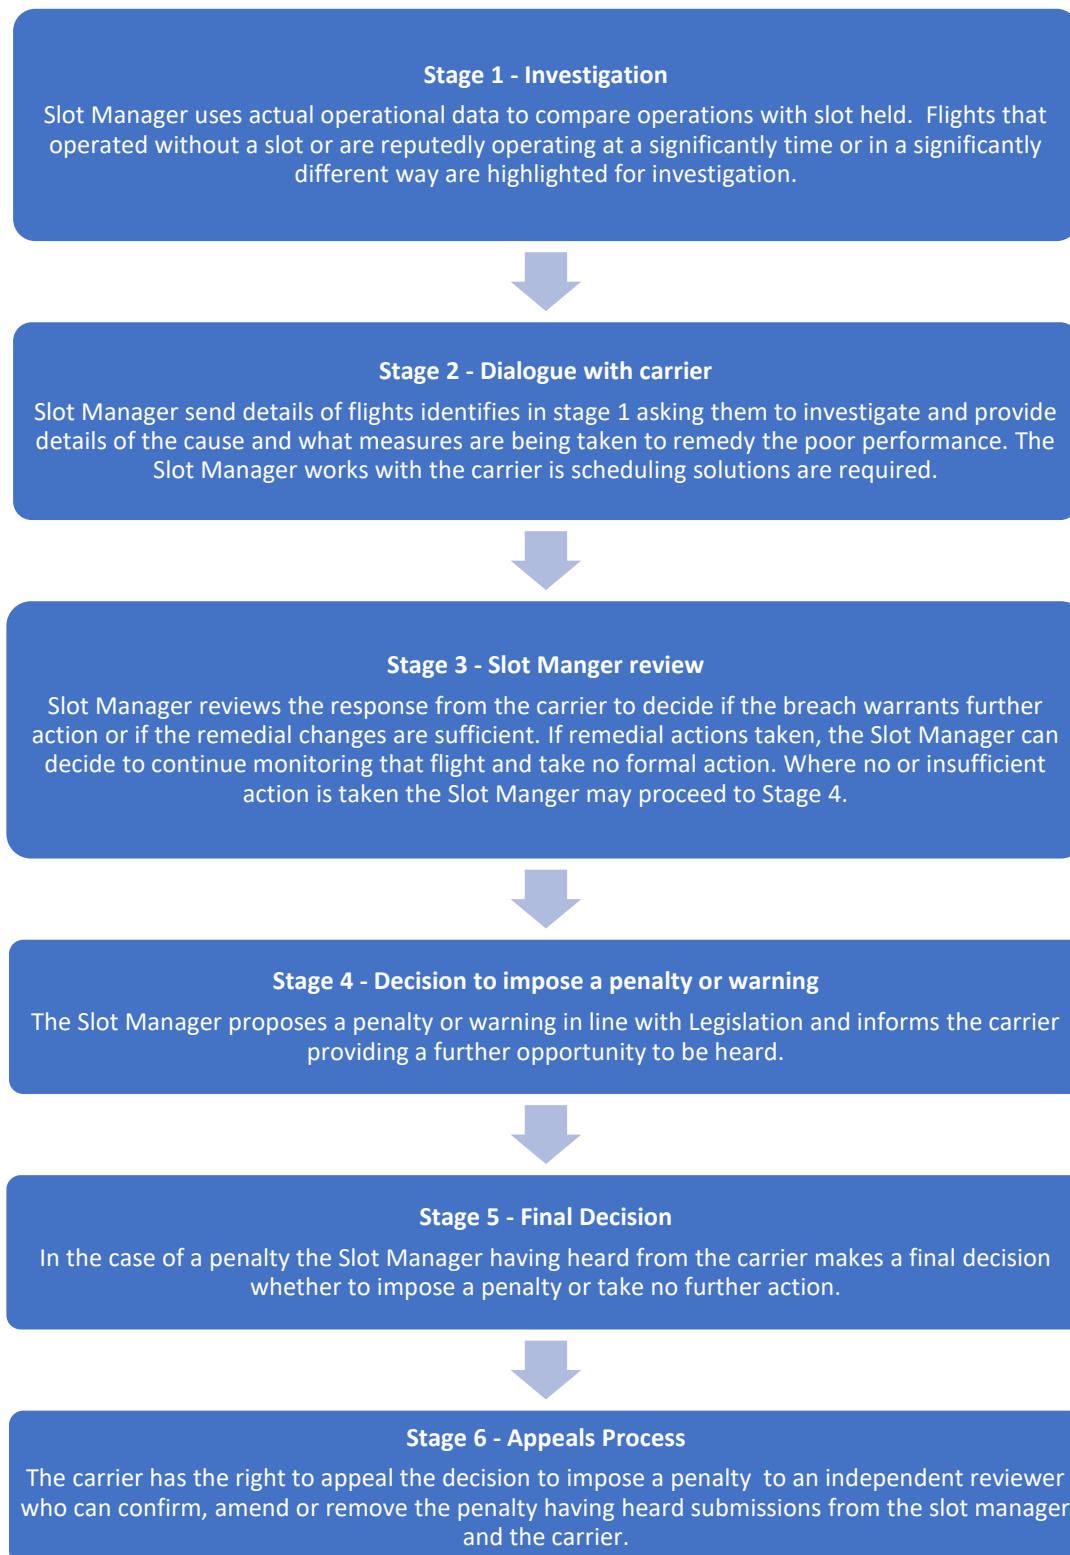 Stage 1 - Investigation
Slot Manager uses actual operational data to compare operations with slot held.  Flights that
operated without a slot or are reputedly operating at a significantly time or in a significantly
different way are highlighted for investigation.
Stage 2 - Dialogue with carrier
Slot Manager send details of flights identifies in stage 1 asking them to investigate and provide
details of the cause and what measures are being taken to remedy the poor performance. The
Slot Manager works with the carrier is scheduling solutions are required.
Stage 3 - Slot Manger review
Slot Manager reviews the response from the carrier to decide if the breach warrants further
action or if the remedial changes are sufficient. If remedial actions taken, the Slot Manager can
decide to continue monitoring that flight and take no formal action. Where no or insufficient
action is taken the Slot Manger may proceed to Stage 4.
Stage 4 - Decision to impose a penalty or warning
The Slot Manager proposes a penalty or warning in line with Legislation and informs the carrier
providing a further opportunity to be heard.
Stage 5 - Final Decision
In the case of a penalty the Slot Manager having heard from the carrier makes a final decision
whether to impose a penalty or take no further action.
Stage 6 - Appeals Process
The carrier has the right to appeal the decision to impose a penalty  to an independent reviewer
who can confirm, amend or remove the penalty having heard submissions from the slot manager
and the carrier.